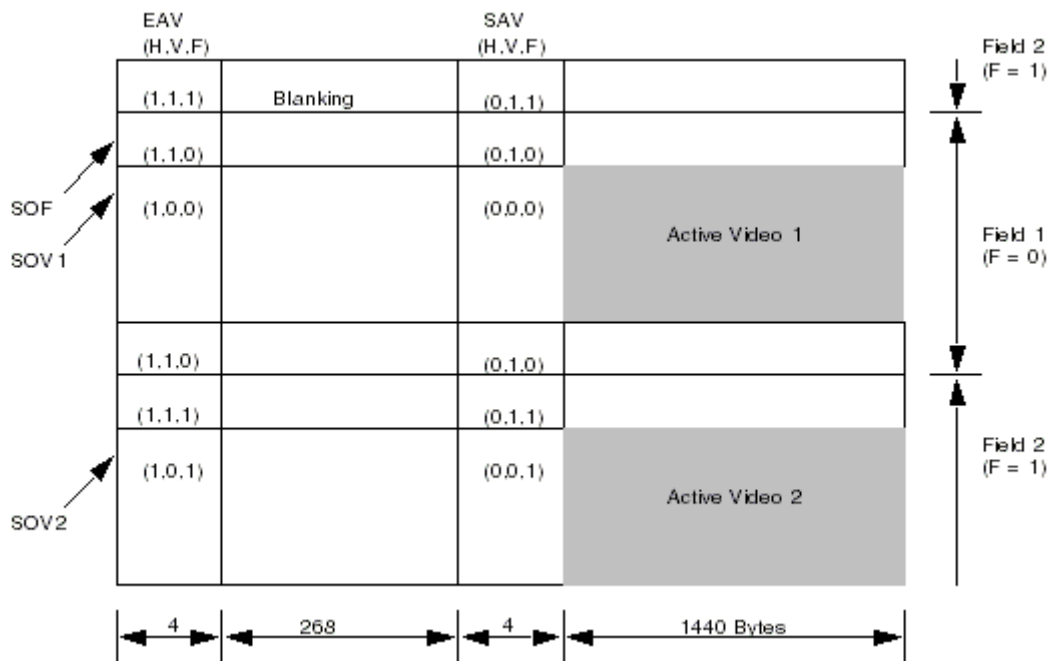 EAV
(H.V.F)
SAV
(H.V.F)
Field 2
(F = 1)
(1.1.1)
Blanking
(0.1.1)
(1.1.0)
(0.1.0)
SOF
(1.0.0)
(0.0.0)
Active Video 1
Field 1
(F = 0)
SOV1
(1.1.0)
(0.1.0)
(1.1.1)
(0.1.1)
Field 2
(F = 1)
(1.0.1)
(0.0.1)
Active Video 2
SOV2
4
268
4
1440 Bytes